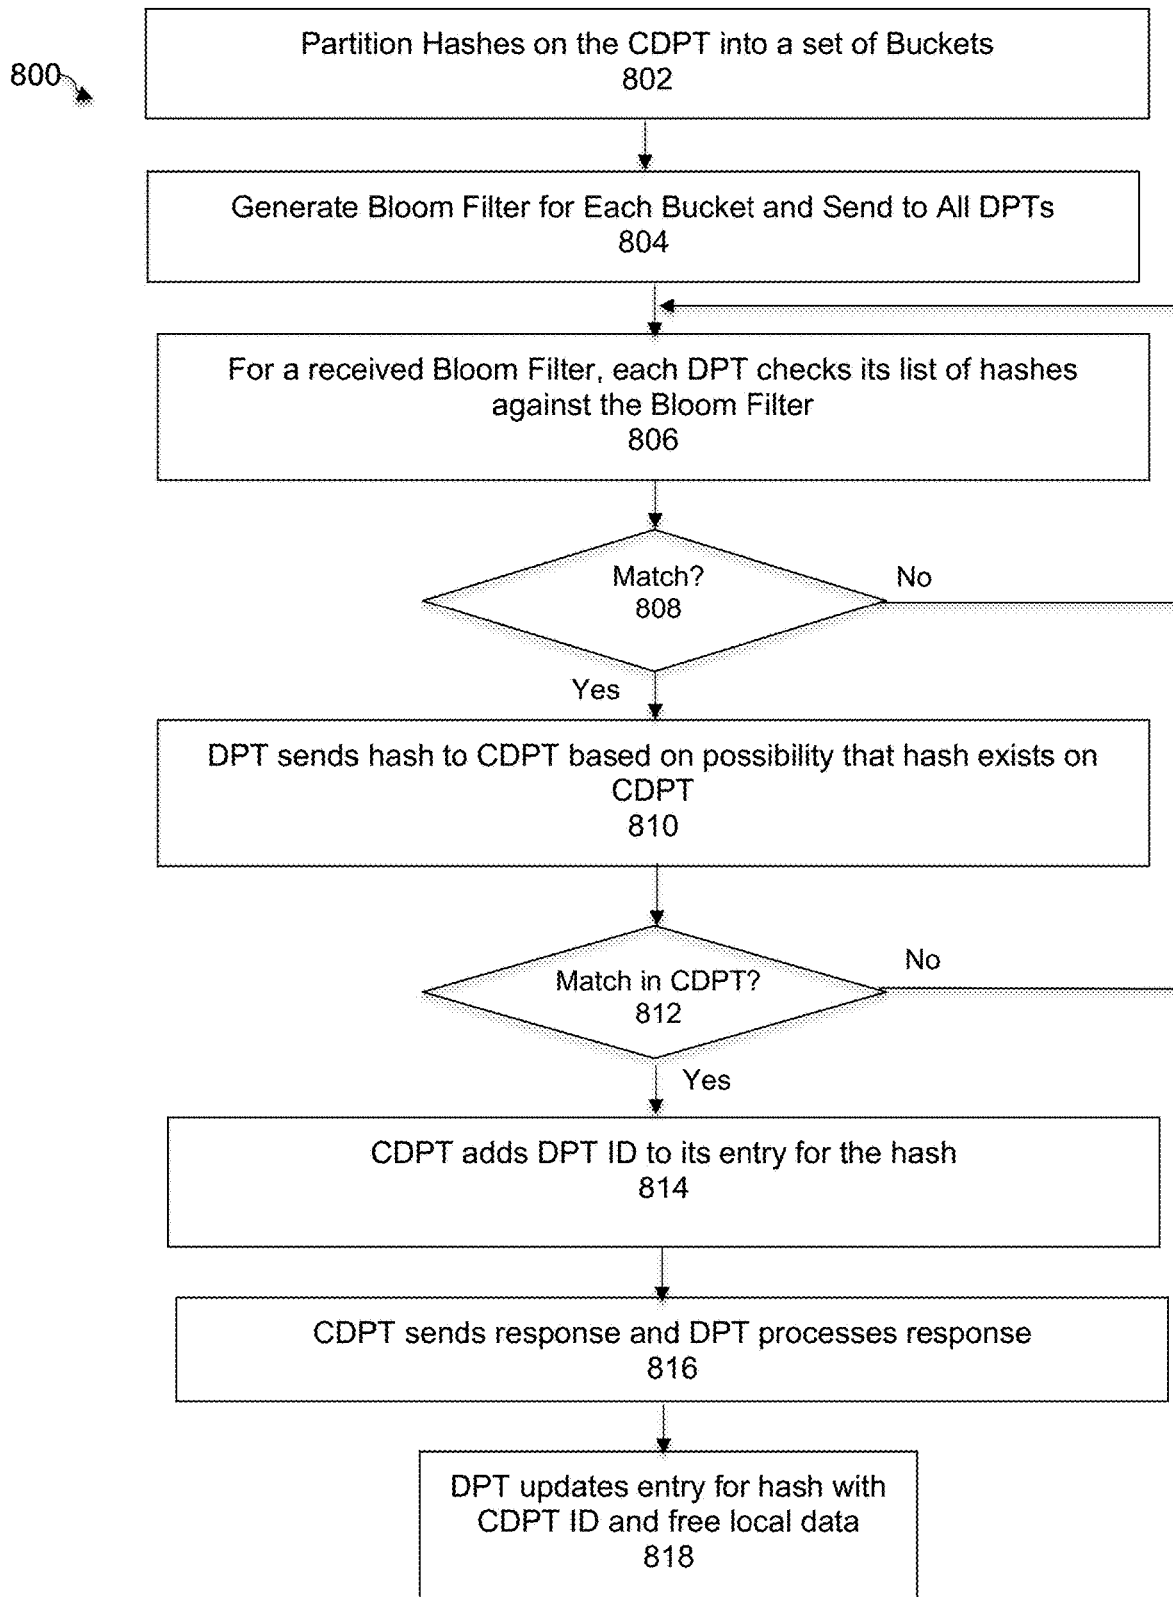 Partition Hashes on the CDPT into a set of Buckets
802
800
Generate Bloom Filter for Each Bucket and Send to All DPTs
804
For a received Bloom Filter, each DPT checks its list of hashes
against the Bloom Filter
806
Match?
808
No
Yes
DPT sends hash to CDPT based on possibility that hash exists on
CDPT
810
Match in CDPT?
812
No
Yes
CDPT adds DPT ID to its entry for the hash
814
CDPT sends response and DPT processes response
816
DPT updates entry for hash with
CDPT ID and free local data
818